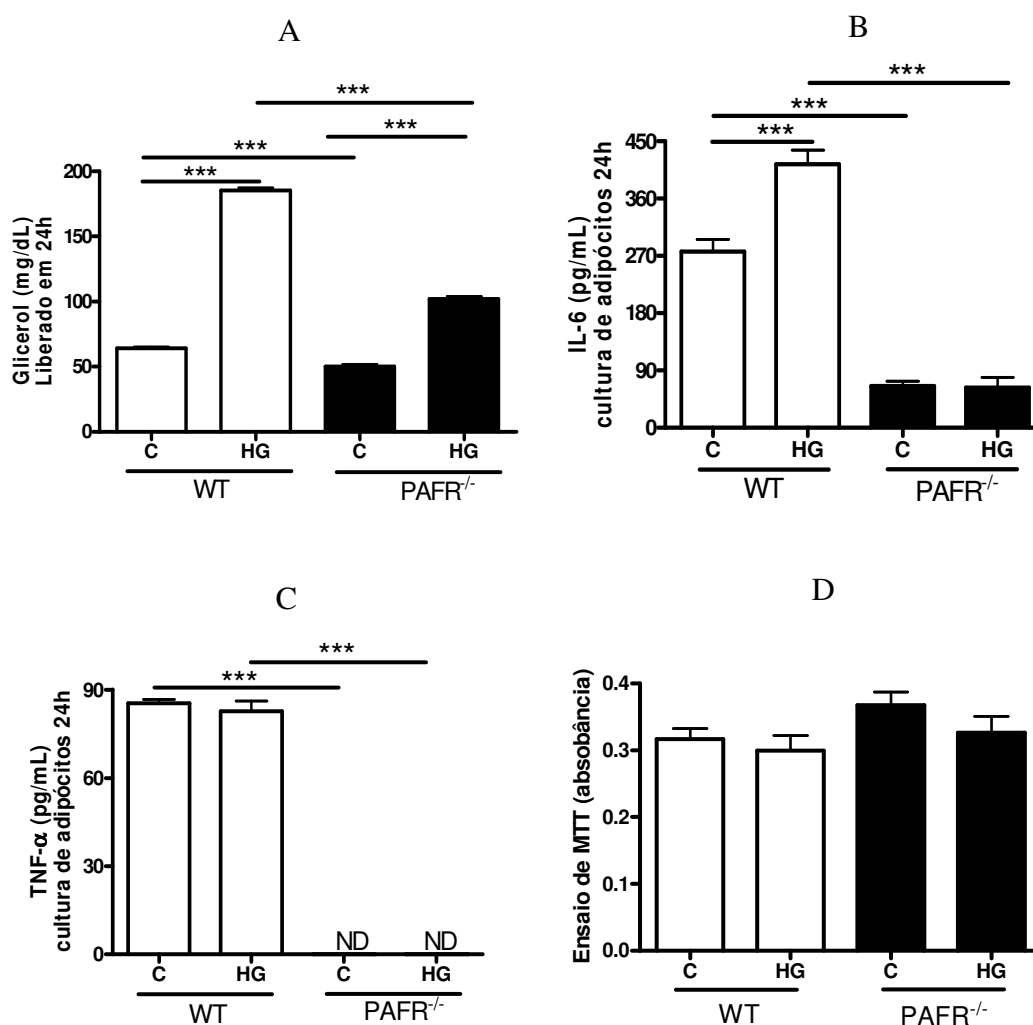 A
***
***
***
***
Glicerol (mg/dL)
Liberado em 24h
200
150
100
50
0
C HG C HG
WT PAFR-/-
B
***
***
***
IL-6 (pg/mL)
cultura de adipócitos 24h
450
360
270
180
90
0
C HG C HG
WT PAFR-/-
C
***
***
TNF-α (pg/mL)
cultura de adipócitos 24h
90
60
30
0
ND ND
C HG C HG
WT PAFR-/-
D
Ensaio de MTT (absobância)
0.4
0.3
0.2
0.1
0.0
C HG C HG
WT PAFR-/-